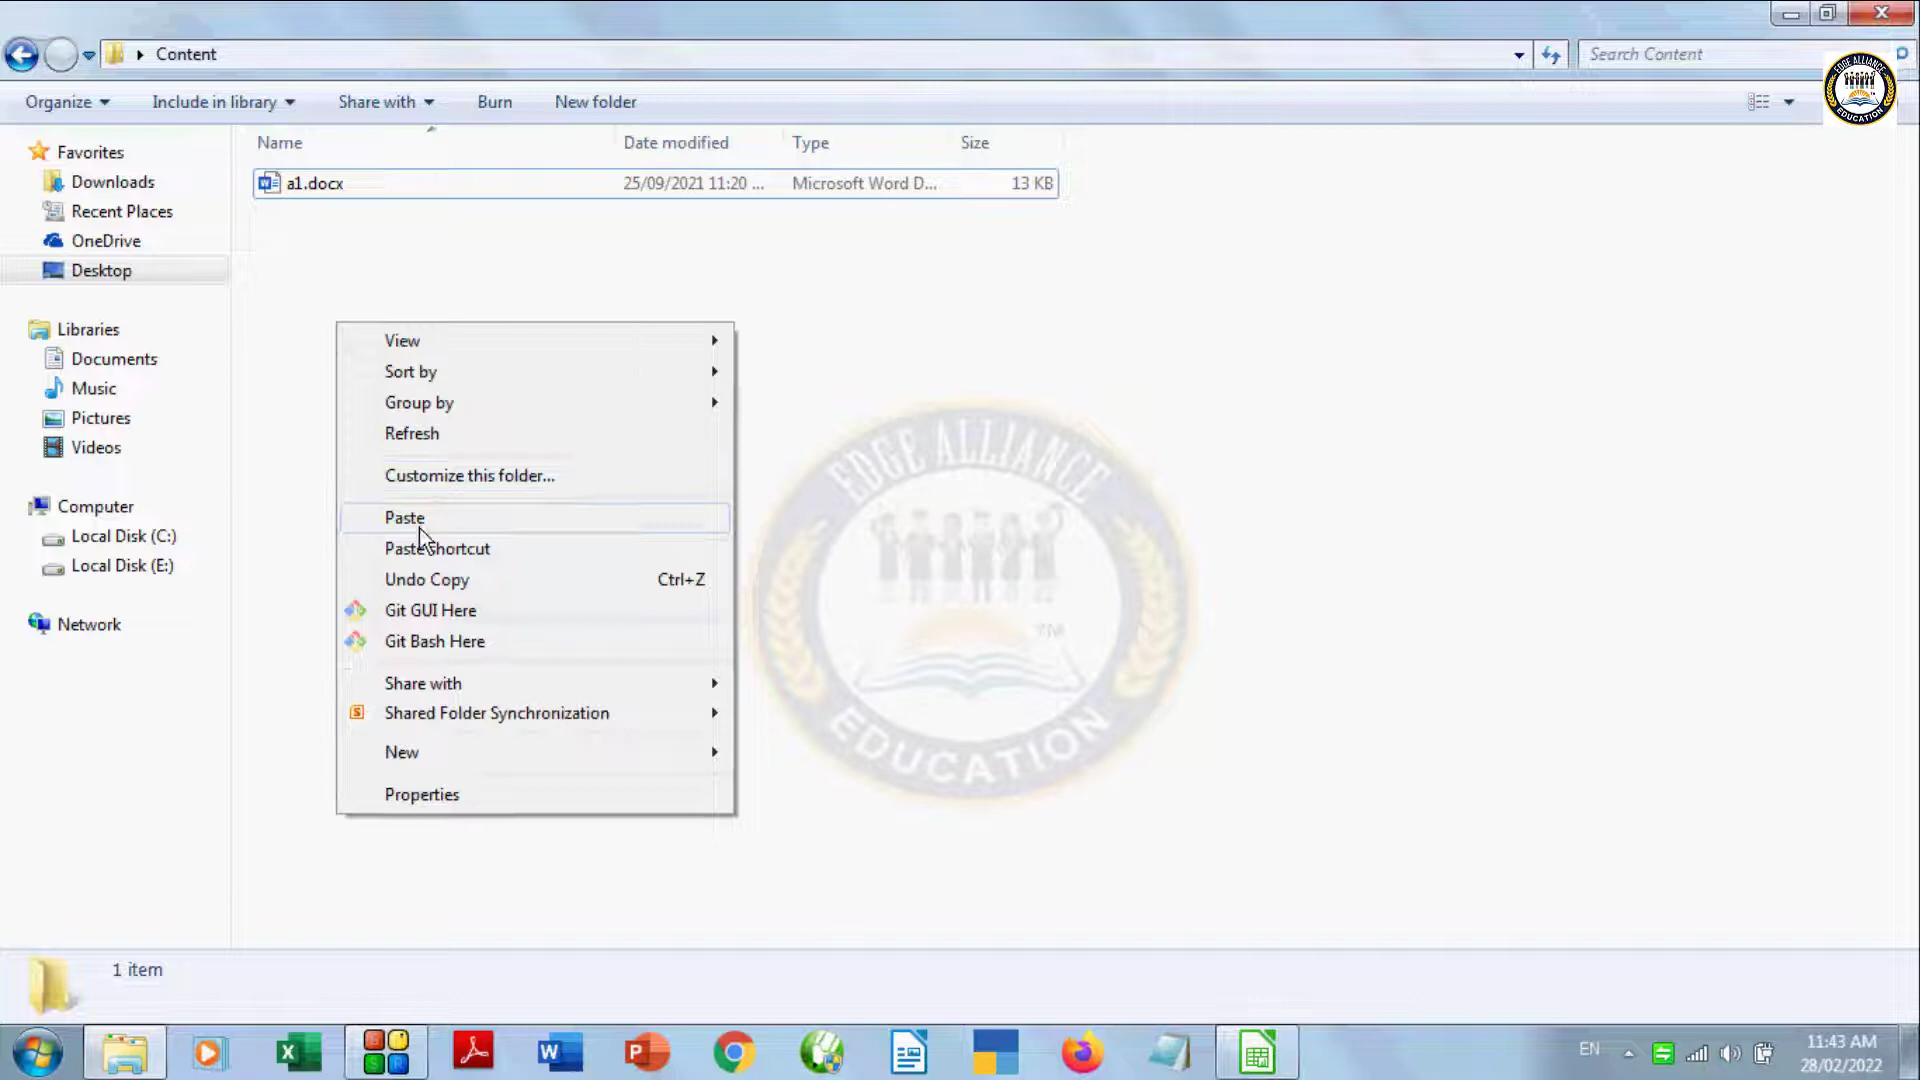 Content
Search Content
Organize
Include in library
Share with
Burn
New folder
EDGE ALLIANCE
EDUCATION
Name
Date modified
Type
Size
a1.docx
25/09/2021 11:20 ...
Microsoft Word D...
13 KB
Favorites
Downloads
Recent Places
OneDrive
Desktop
Libraries
Documents
Music
Pictures
Videos
Computer
Local Disk (C:)
Local Disk (E:)
Network
View
Sort by
Group by
Refresh
Customize this folder...
Paste
Paste shortcut
Undo Copy
Ctrl+Z
Git GUI Here
Git Bash Here
Share with
Shared Folder Synchronization
New
Properties
EDGE ALLIANCE
TM
EDUCATION
1 item
EN
11:43 AM
28/02/2022